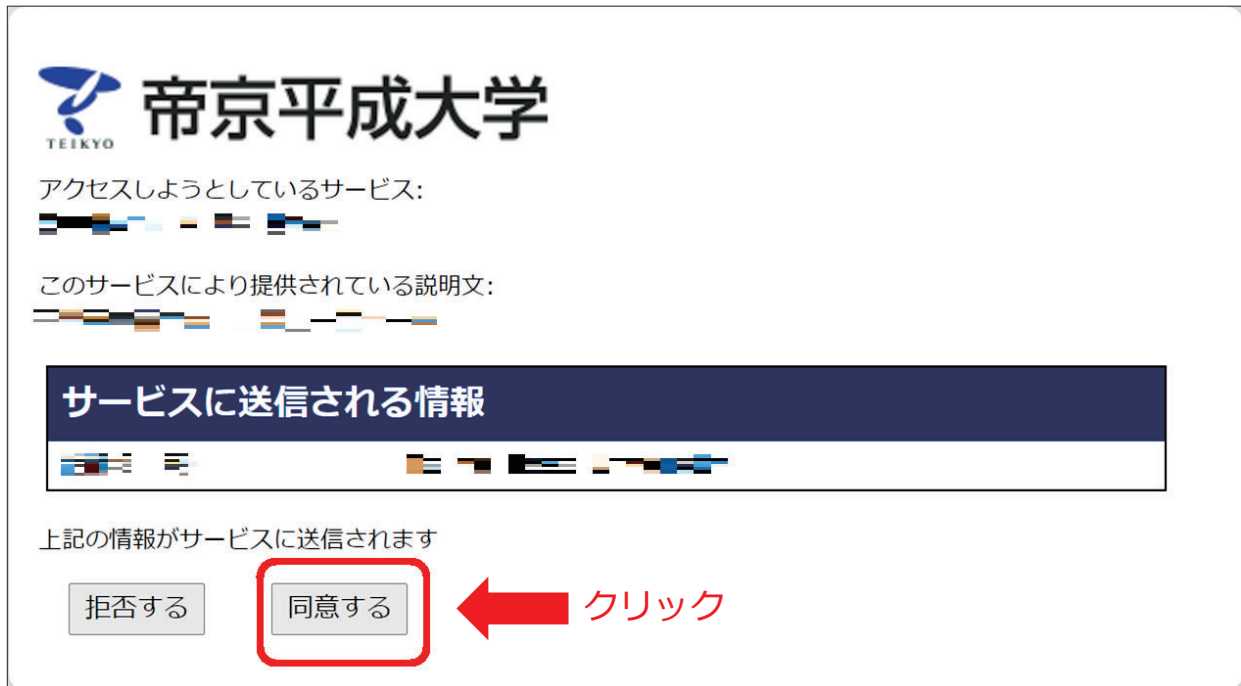 TEIKYO
帝京平成大学
アクセスしようとしているサービス:
このサービスにより提供されている説明文:
サービスに送信される情報
上記の情報がサービスに送信されます
拒否する 同意する クリック